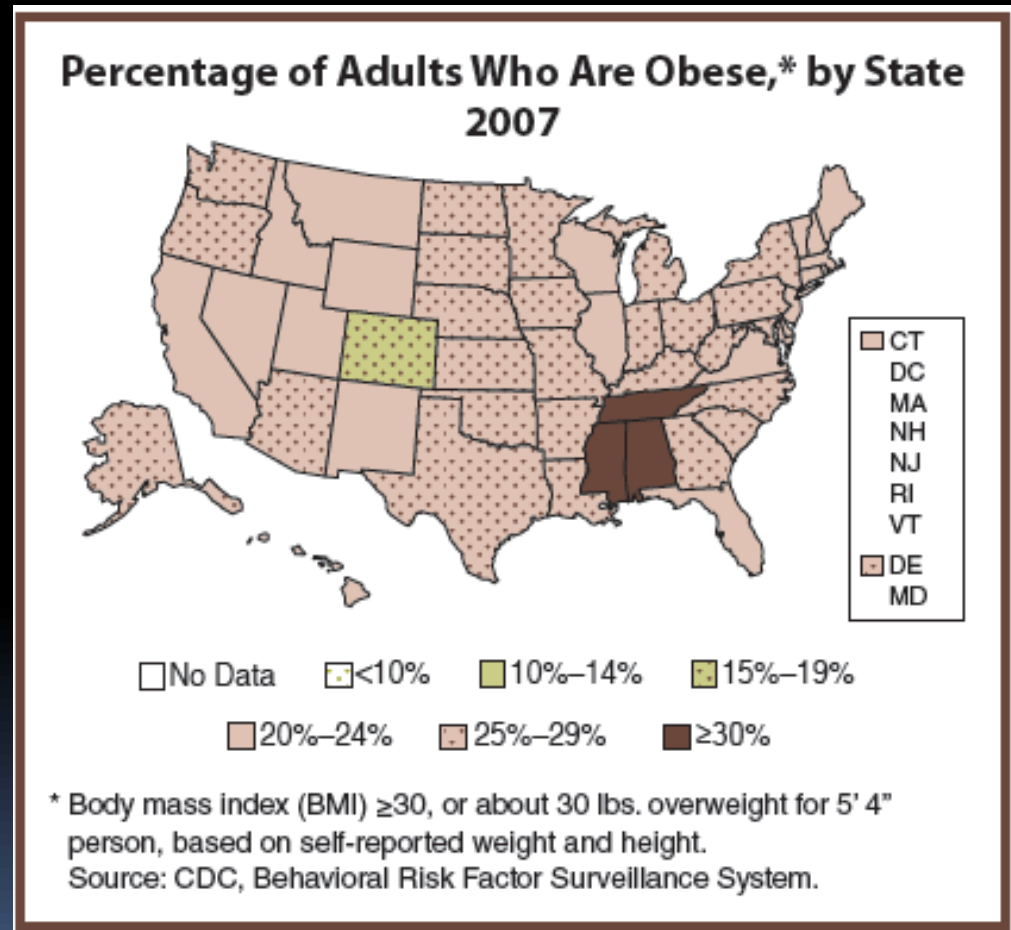 Percentage of Adults Who Are Obese,* by State
2007
CT
DC
MA
NH
NJ
RI
VT
DE
MD
No Data <10% 10%–14% 15%–19%
20%–24% 25%–29% ≥30%
* Body mass index (BMI) ≥30, or about 30 lbs. overweight for 5’ 4”
person, based on self-reported weight and height.
Source: CDC, Behavioral Risk Factor Surveillance System.